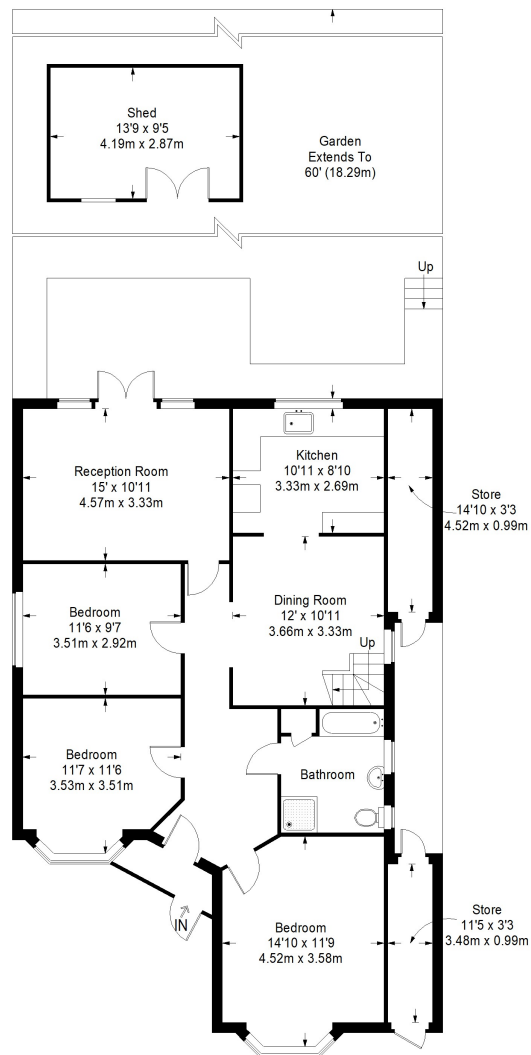 Shed
13'9 x 9'5
4.19m x 2.87m
Garden
Extends To
60' (18.29m)
Up
Reception Room
15' x 10'11
4.57m x 3.33m
Kitchen
10'11 x 8'10
3.33m x 2.69m
Store
14'10 x 3'3
4.52m x 0.99m
Bedroom
11'6 x 9'7
3.51m x 2.92m
Dining Room
12' x 10'11
3.66m x 3.33m
Up
Bedroom
11'7 x 11'6
3.53m x 3.51m
Bathroom
IN
Bedroom
14'10 x 11'9
4.52m x 3.58m
Store
11'5 x 3'3
3.48m x 0.99m